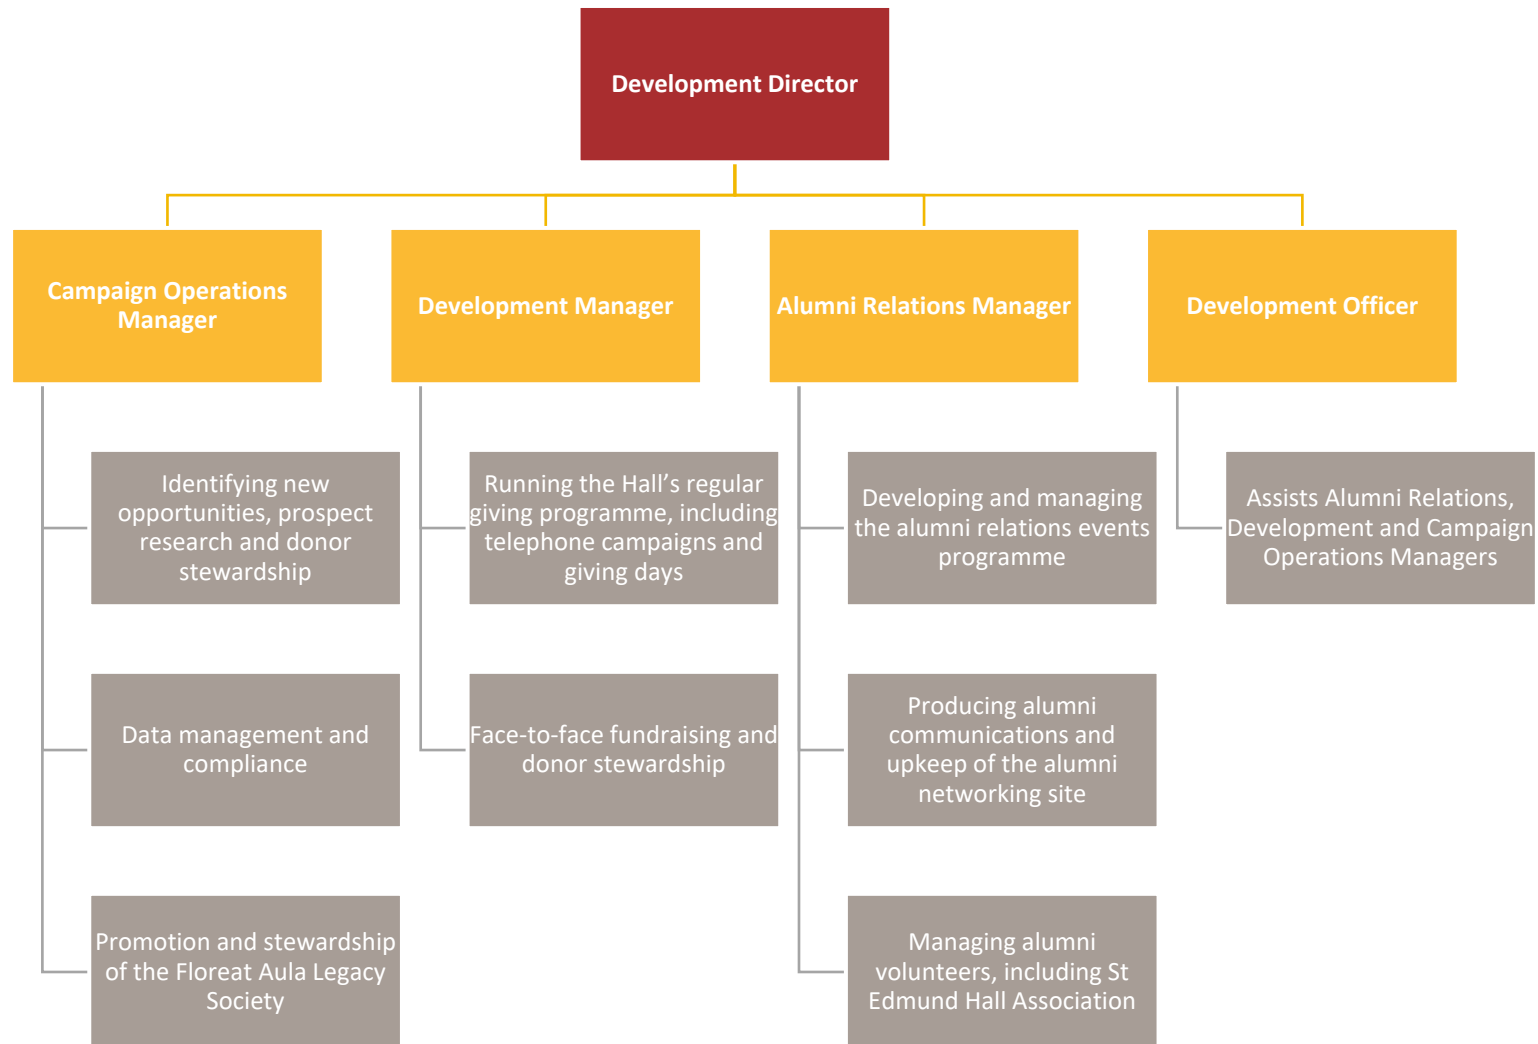 Development Director
Campaign Operations
Manager
Development Manager
Alumni Relations Manager
Development Officer
Identifying new
opportunities, prospect
research and donor
stewardship
Running the Hall’s regular
giving programme, including
telephone campaigns and
giving days
Developing and managing
the alumni relations events
programme
Assists Alumni Relations,
Development and Campaign
Operations Managers
Data management and
compliance
Face-to-face fundraising and
donor stewardship
Producing alumni
communications and
upkeep of the alumni
networking site
Promotion and stewardship
of the Floreat Aula Legacy
Society
Managing alumni
volunteers, including St
Edmund Hall Association